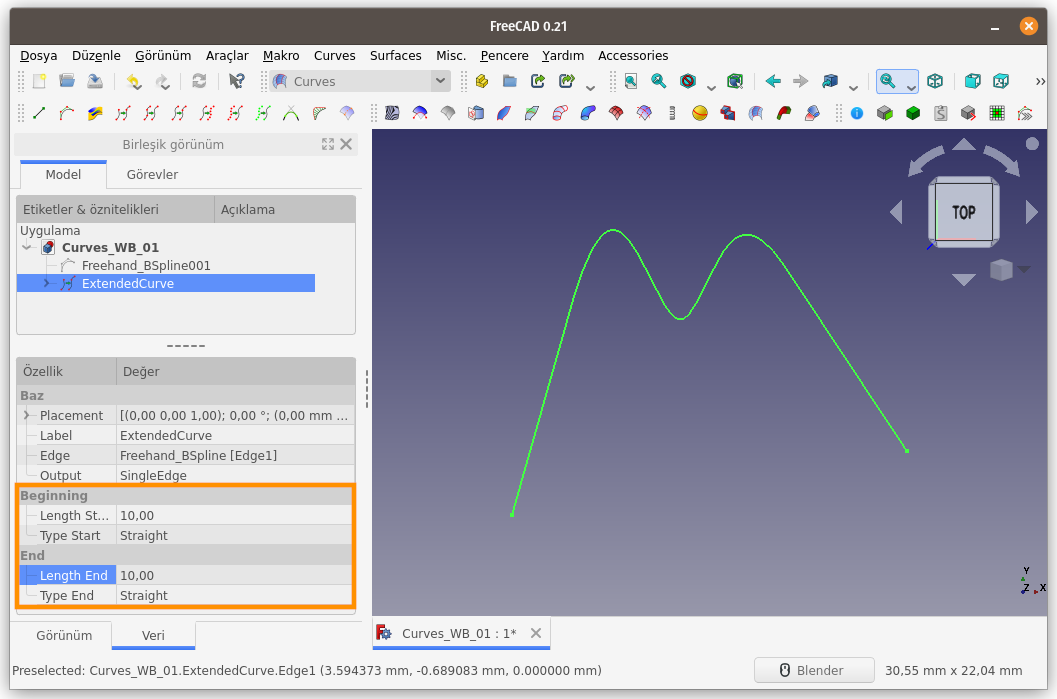 FreeCAD 0.21
Dosya Düzenle Görünüm Araçlar Makro Curves Surfaces Misc. Pencere Yardım Accessories
Curves
Birleşik görünüm
Model Görevler
Etiketler & öznitelikleri Açıklama
Uygulama
Curves_WB_01
Freehand_BSpline001
ExtendedCurve
Özellik Değer
Baz
Placement [(0,00 0,00 1,00); 0,00 °; (0,00 mm ...
Label ExtendedCurve
Edge Freehand_BSpline [Edge1]
Output SingleEdge
Beginning
Length St... 10,00
Type Start Straight
End
Length End 10,00
Type End Straight
Görünüm Veri
TOP
Y
Z X
Curves_WB_01 : 1*
Preselected: Curves_WB_01.ExtendedCurve.Edge1 (3.594373 mm, -0.689083 mm, 0.000000 mm)
Blender 30,55 mm x 22,04 mm